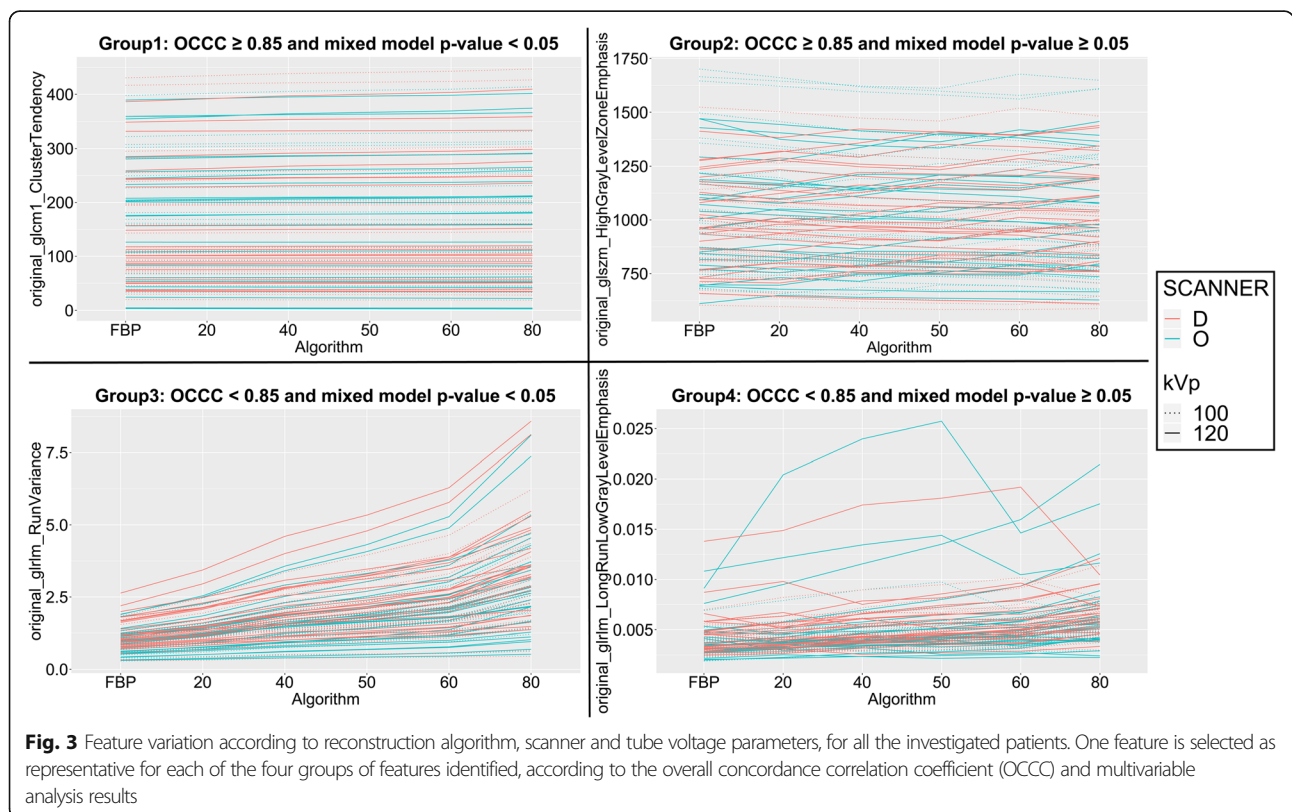 Group1: OCCC ≥ 0.85 and mixed model p-value < 0.05
original_glcm1_ClusterTendency
400
300
200
100
0
FBP 20 40 50 60 80
Algorithm
Group2: OCCC ≥ 0.85 and mixed model p-value ≥ 0.05
original_glszm_HighGrayLevelZoneEmphasis
1750
1500
1250
1000
750
FBP 20 40 50 60 80
Algorithm
Group3: OCCC < 0.85 and mixed model p-value < 0.05
original_glrlm_RunVariance
7.5
5.0
2.5
0.0
FBP 20 40 50 60 80
Algorithm
Group4: OCCC < 0.85 and mixed model p-value ≥ 0.05
original_glrlm_LongRunLowGrayLevelEmphasis
0.025
0.020
0.015
0.010
0.005
FBP 20 40 50 60 80
Algorithm
SCANNER
D
O
kVp
100
120
Fig. 3 Feature variation according to reconstruction algorithm, scanner and tube voltage parameters, for all the investigated patients. One feature is selected as
representative for each of the four groups of features identified, according to the overall concordance correlation coefficient (OCCC) and multivariable
analysis results